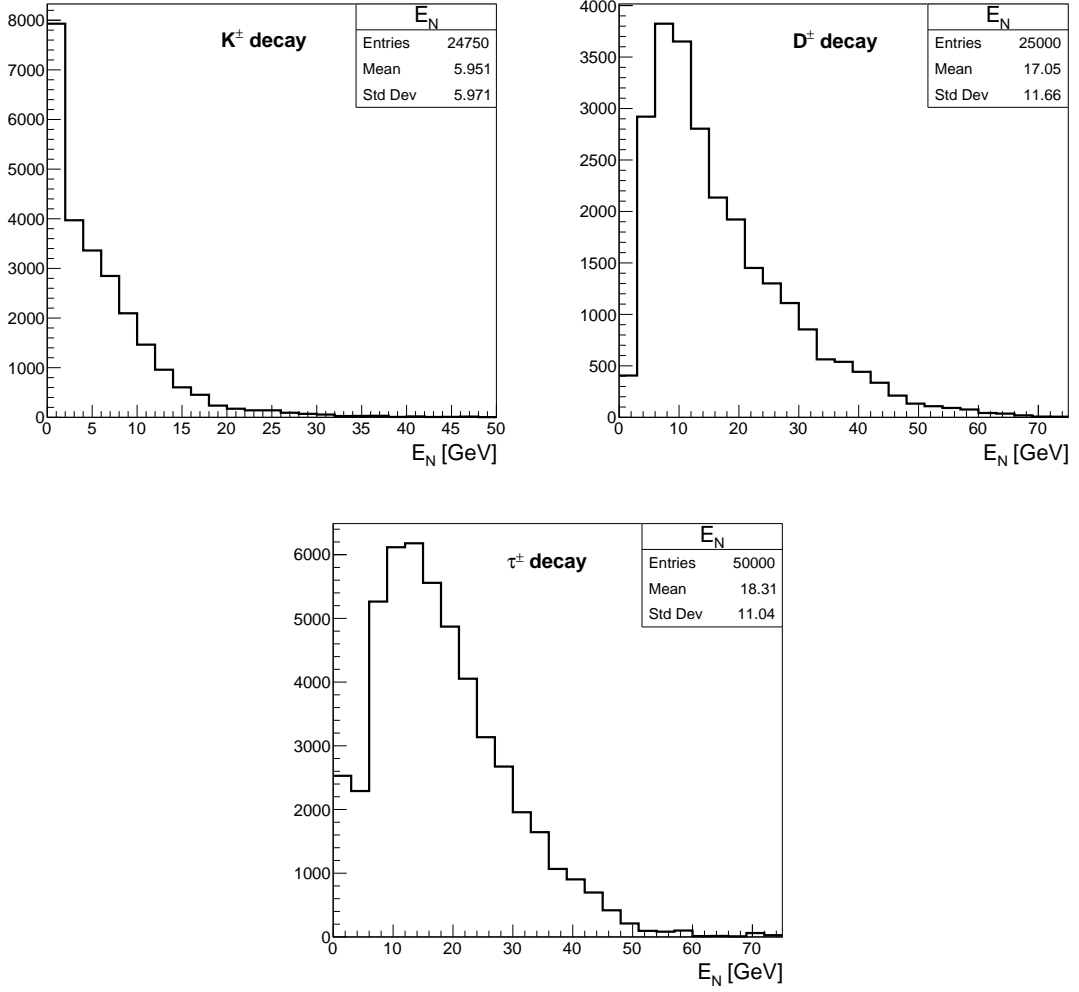 K± decay
E_N
Entries 24750
Mean 5.951
Std Dev 5.971
8000
7000
6000
5000
4000
3000
2000
1000
0
0 5 10 15 20 25 30 35 40 45 50
E_N [GeV]
D± decay
E_N
Entries 25000
Mean 17.05
Std Dev 11.66
4000
3500
3000
2500
2000
1500
1000
500
0
0 10 20 30 40 50 60 70
E_N [GeV]
τ± decay
E_N
Entries 50000
Mean 18.31
Std Dev 11.04
6000
5000
4000
3000
2000
1000
0
0 10 20 30 40 50 60 70
E_N [GeV]